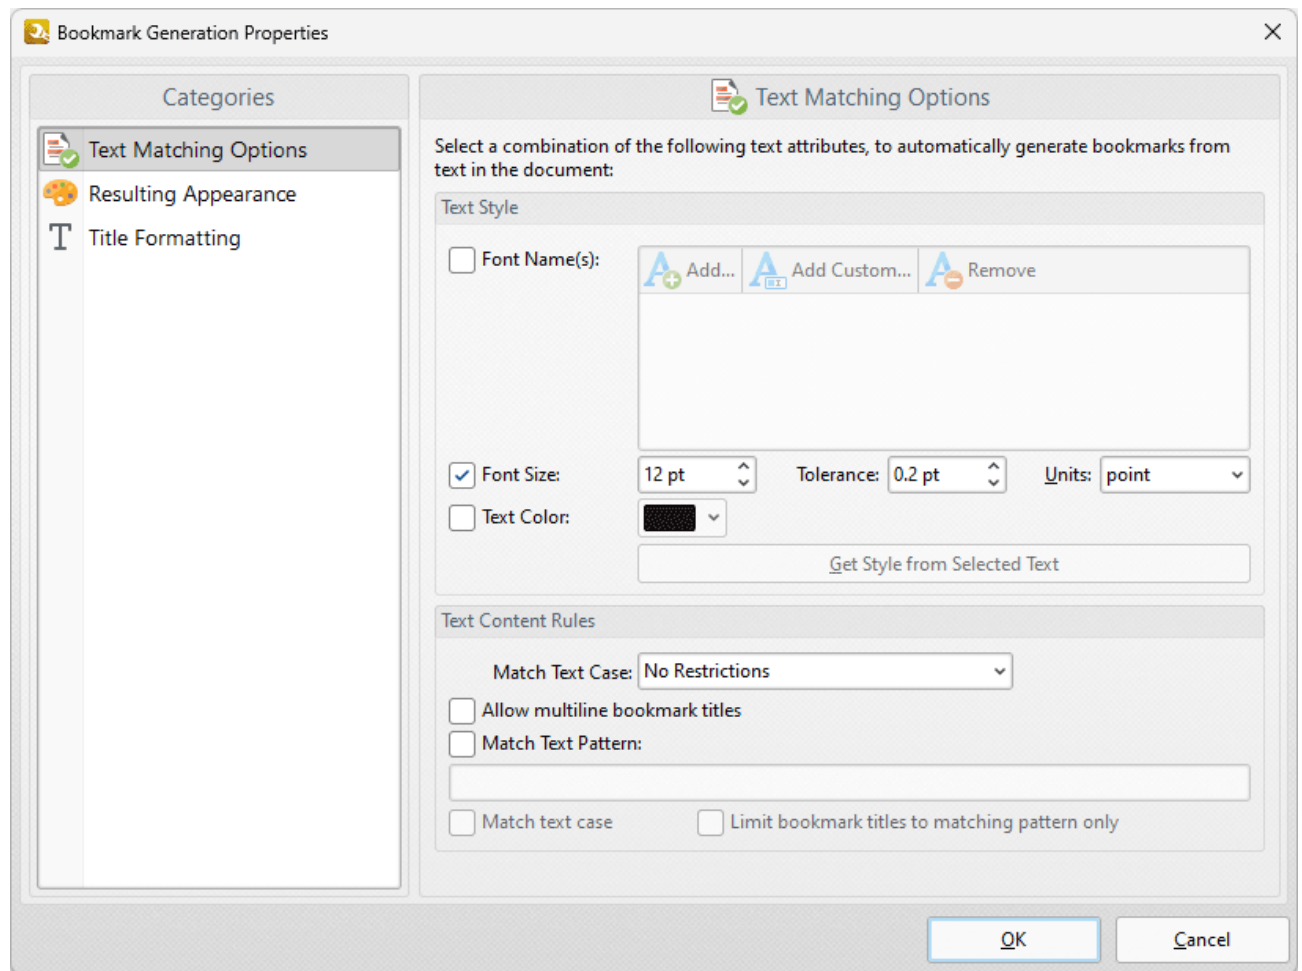 Bookmark Generation Properties
Categories
Text Matching Options
Resulting Appearance
Title Formatting
Text Matching Options
Select a combination of the following text attributes, to automatically generate bookmarks from
text in the document:
Text Style
Font Name(s):
Add... Add Custom... Remove
Font Size: 12 pt Tolerance: 0.2 pt Units: point
Text Color:
Get Style from Selected Text
Text Content Rules
Match Text Case: No Restrictions
Allow multiline bookmark titles
Match Text Pattern:
Match text case Limit bookmark titles to matching pattern only
OK Cancel